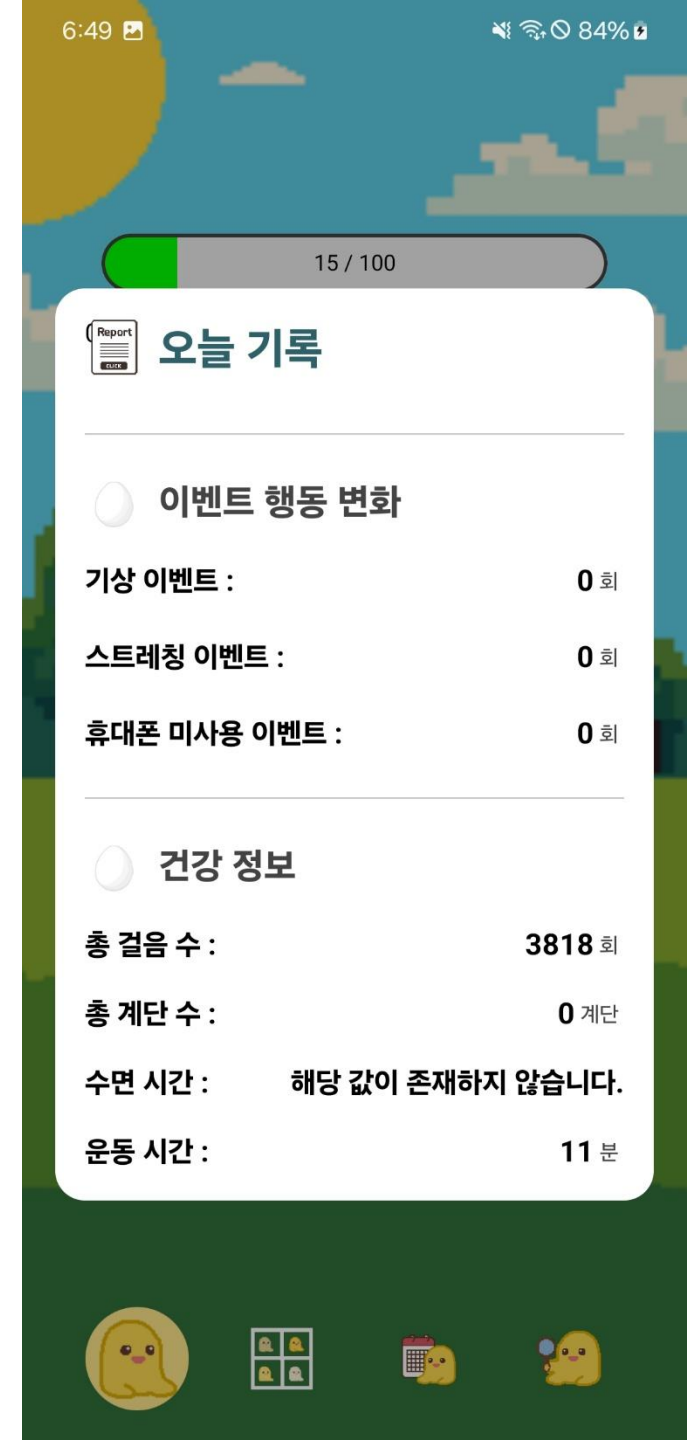 6:49 84%
15 / 100
Report
CLICK
오늘 기록
이벤트 행동 변화
기상 이벤트 : 0 회
스트레칭 이벤트 : 0 회
휴대폰 미사용 이벤트 : 0 회
건강 정보
총 걸음 수 : 3818 회
총 계단 수 : 0 계단
수면 시간 : 해당 값이 존재하지 않습니다.
운동 시간 : 11 분